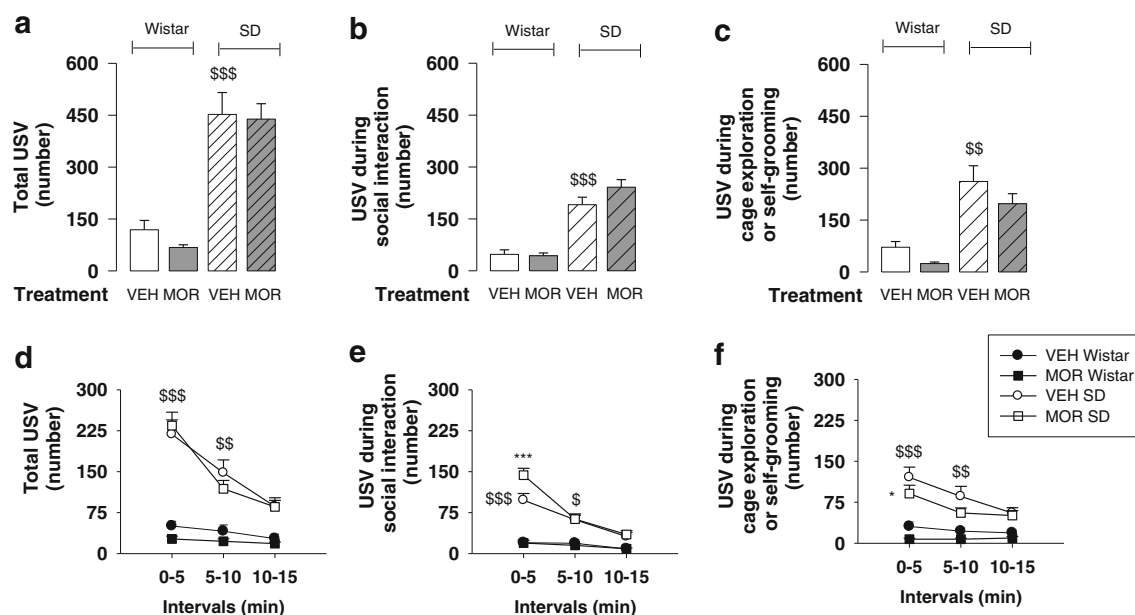 a
Wistar
SD
Total USV
(number)
600
450
300
150
0
$$$
Treatment
VEH MOR
VEH MOR
b
Wistar
SD
USV during
social interaction
(number)
600
450
300
150
0
$$$
VEH MOR
VEH MOR
c
Wistar
SD
USV during
cage exploration
or self-grooming
(number)
600
450
300
150
0
$$
Treatment
VEH MOR
VEH MOR
d
Total USV
(number)
300
225
150
75
0
$$$
$$
0-5
5-10
10-15
Intervals (min)
e
USV during
social interaction
(number)
300
225
150
75
0
***
$$$
$
0-5
5-10
10-15
Intervals (min)
f
USV during
cage exploration
or self-grooming
(number)
300
225
150
75
0
$$$
$$
*
0-5
5-10
10-15
Intervals (min)
VEH Wistar
MOR Wistar
VEH SD
MOR SD